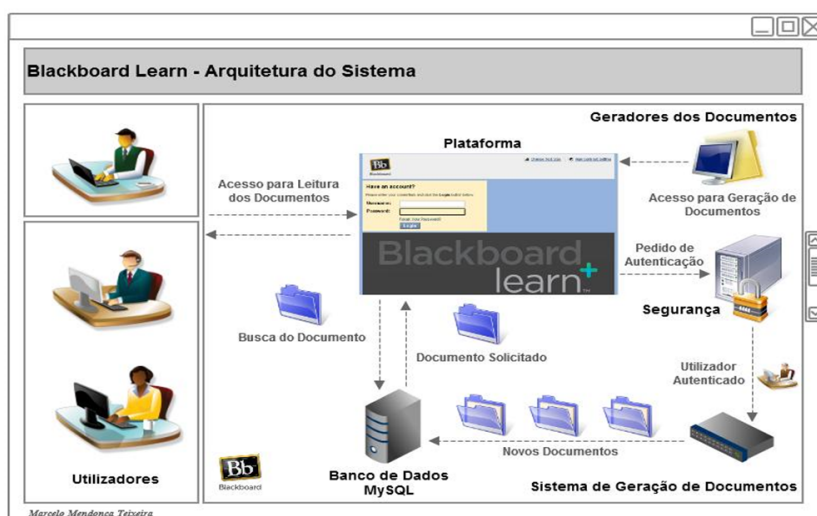 Blackboard Learn - Arquitetura do Sistema
Geradores dos Documentos
Plataforma
Bb
Blackboard
Have an account?
Username:
Password:
Login
Blackboard
learn+
Acesso para Leitura
dos Documentos
Acesso para Geração de
Documentos
Pedido de
Autenticação
Segurança
Busca do Documento
Documento Solicitado
Utilizador
Autenticado
Novos Documentos
Utilizadores
Bb
Blackboard
Banco de Dados
MySQL
Sistema de Geração de Documentos
Marcelo Mendonça Teixeira